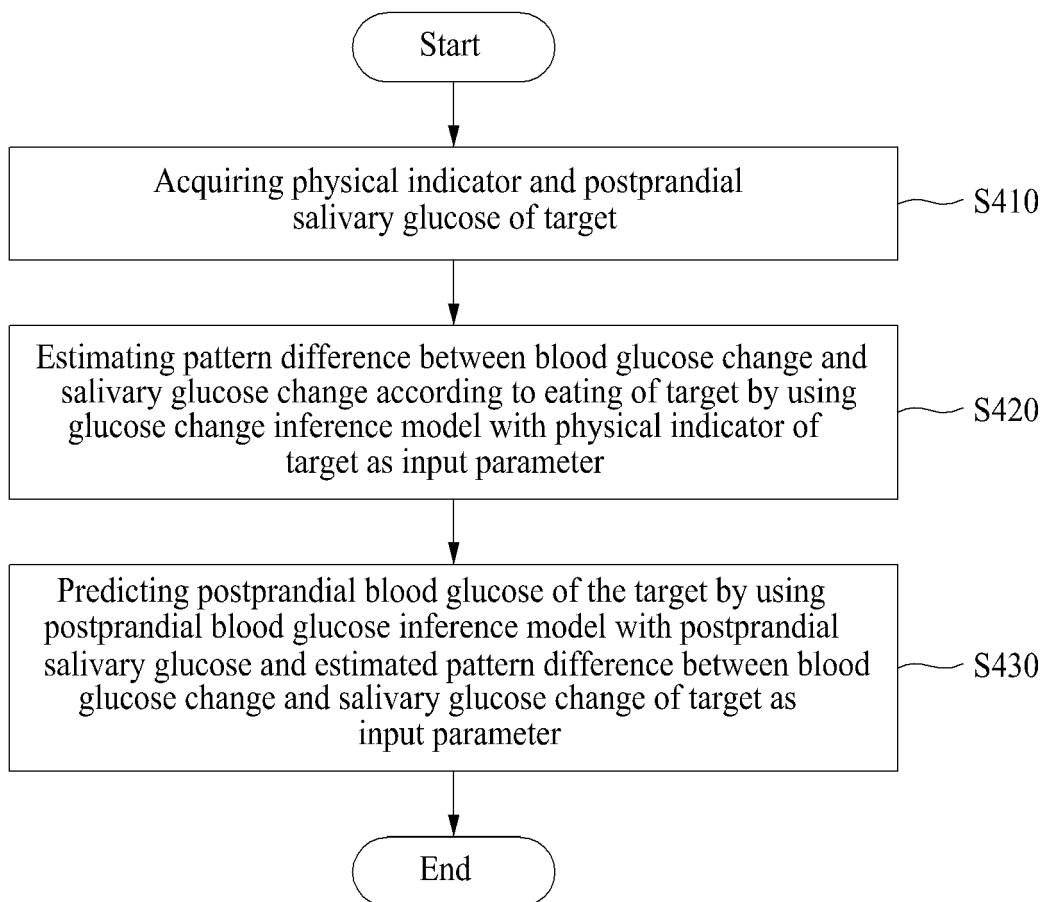 Start
Acquiring physical indicator and postprandial
salivary glucose of target
S410
Estimating pattern difference between blood glucose change and
salivary glucose change according to eating of target by using
glucose change inference model with physical indicator of
target as input parameter
S420
Predicting postprandial blood glucose of the target by using
postprandial blood glucose inference model with postprandial
salivary glucose and estimated pattern difference between blood
glucose change and salivary glucose change of target as
input parameter
S430
End